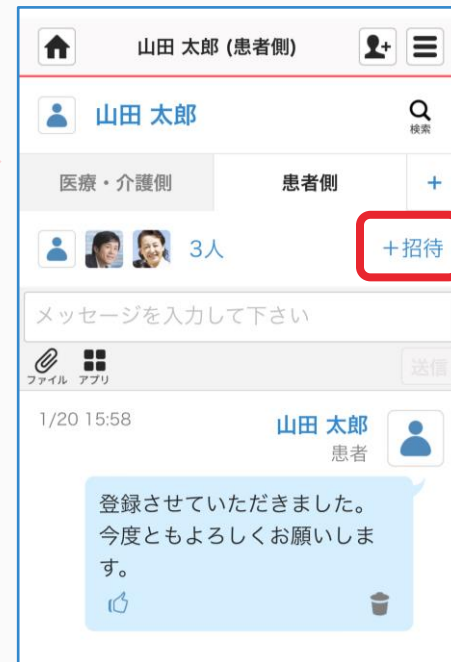 山田 太郎 (患者側)
山田 太郎
検索
医療・介護側
患者側
+
3人
+招待
メッセージを入力して下さい
ファイル アプリ
送信
1/20 15:58
山田 太郎
患者
登録させていただきました。
今度ともよろしくお願いしま
す。